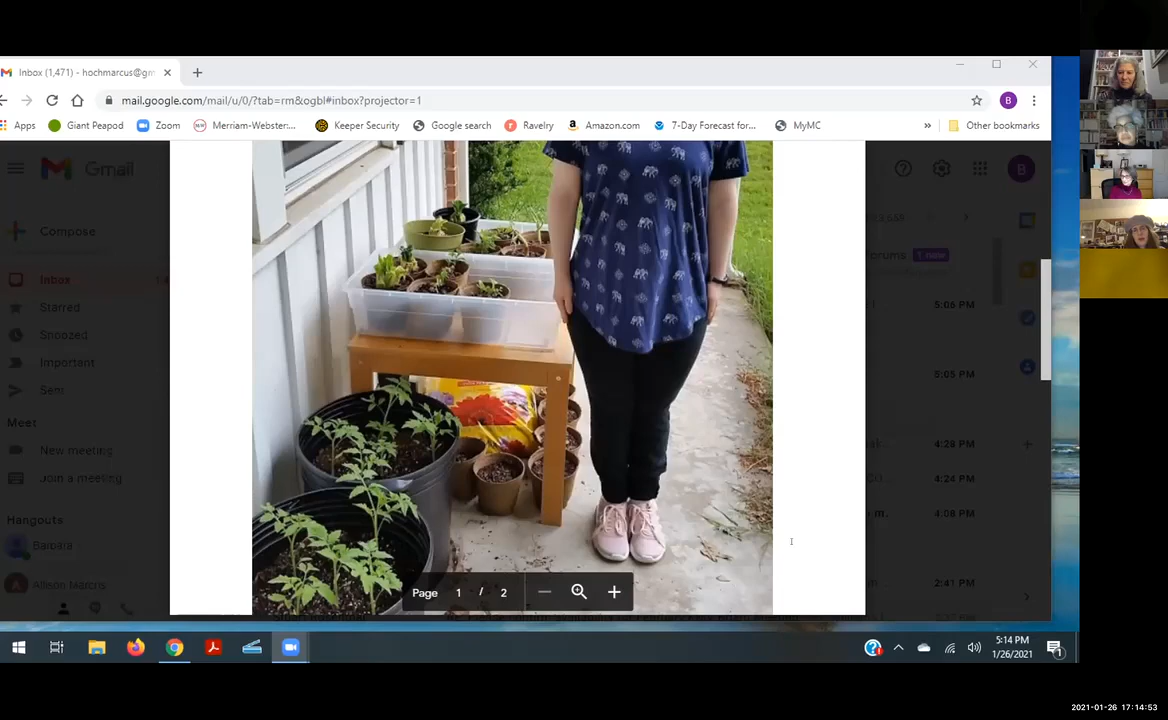 Inbox (1,471) - hochmarcus@gm
mail.google.com/mail/u/0/?tab=rm&ogbl#inbox?projector=1
B
Apps
Giant Peapod
Zoom
Merriam-Webster:...
Keeper Security
Google search
Ravelry
Amazon.com
7-Day Forecast for...
MyMC
»
Other bookmarks
Gmail
B
Compose
Inbox
Starred
Snoozed
Important
Sent
Meet
New meeting
Join a meeting
Hangouts
Barbara
Allison Marcus
1 new
5:06 PM
5:05 PM
4:28 PM
4:24 PM
4:08 PM
2:41 PM
Page 1 / 2
5:14 PM
1/26/2021
1
2021-01-26 17:14:53